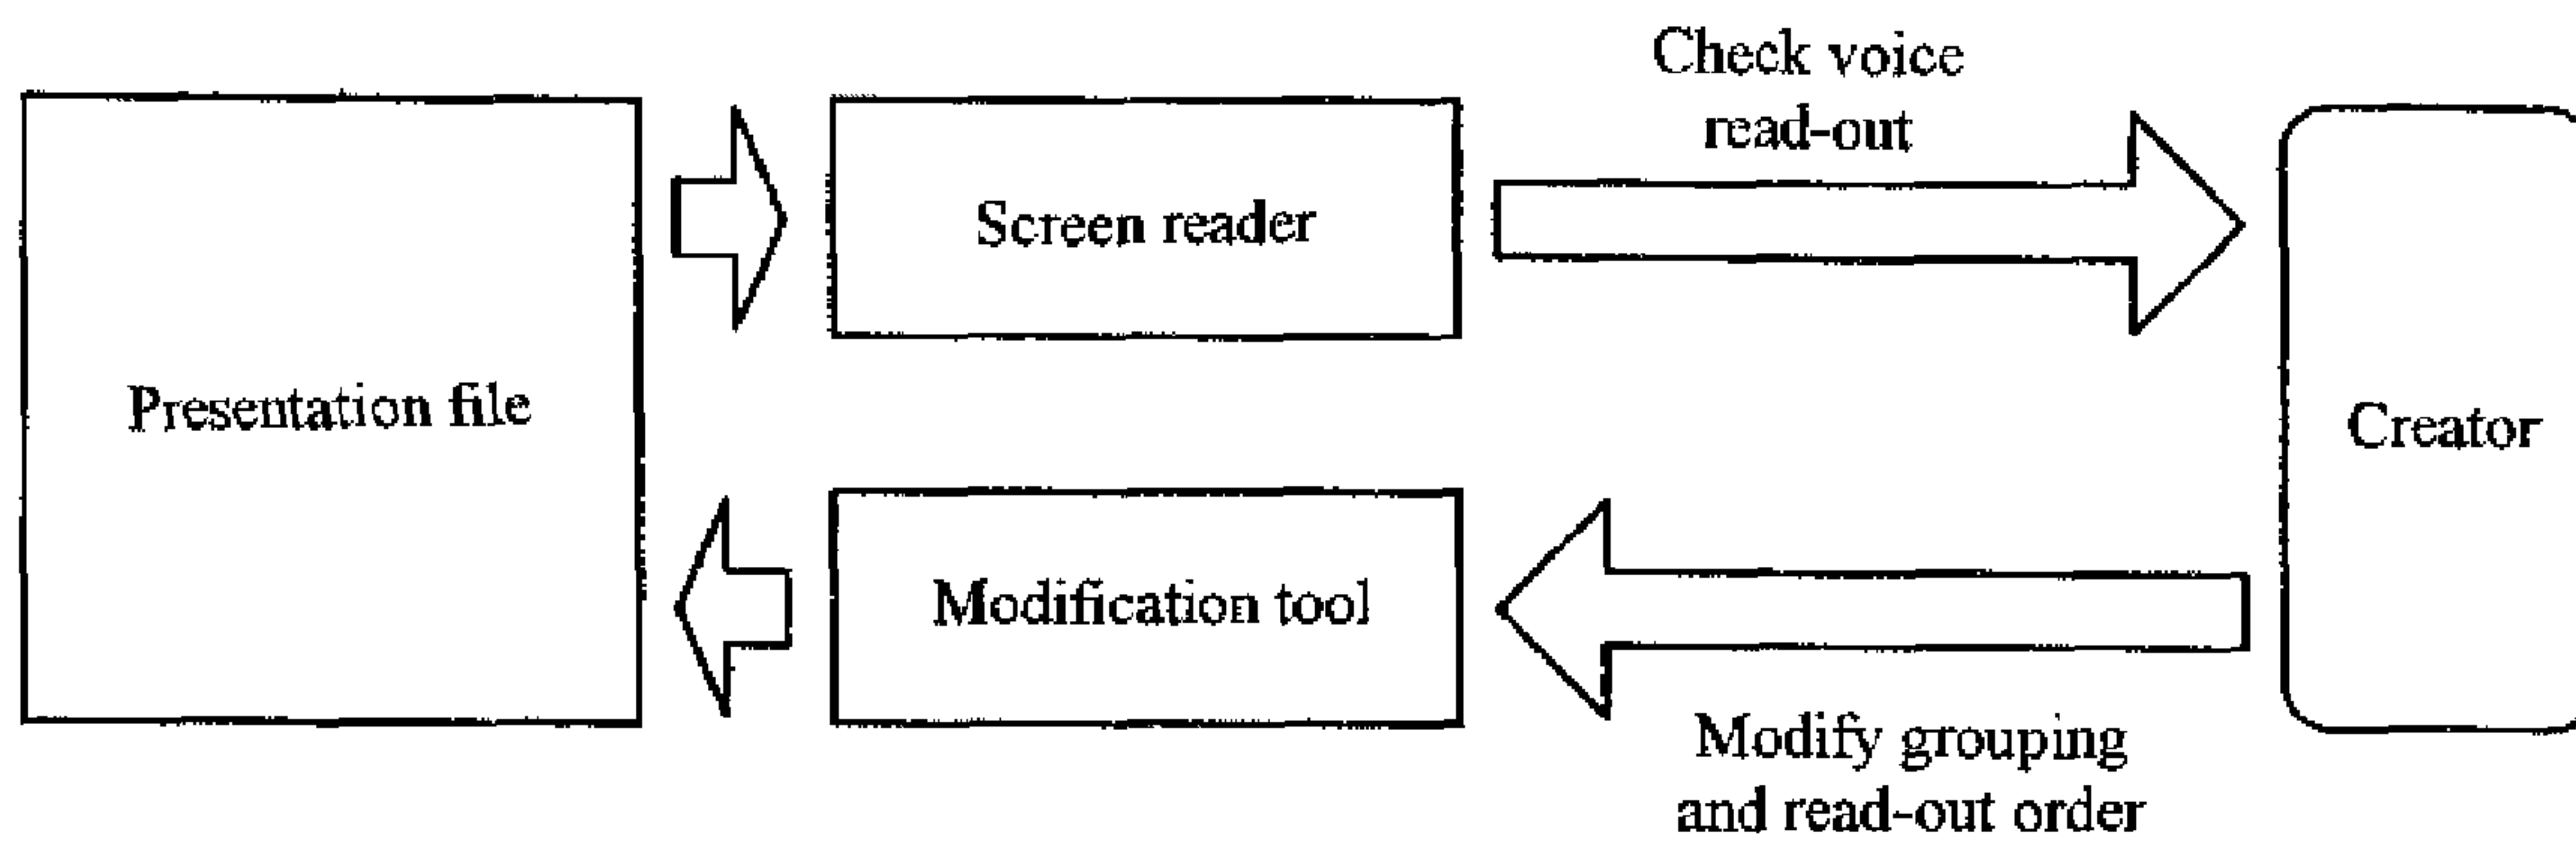 Check voice
read-out
Screen reader
Presentation file
Creator
Modification tool
Modify grouping
and read-out order